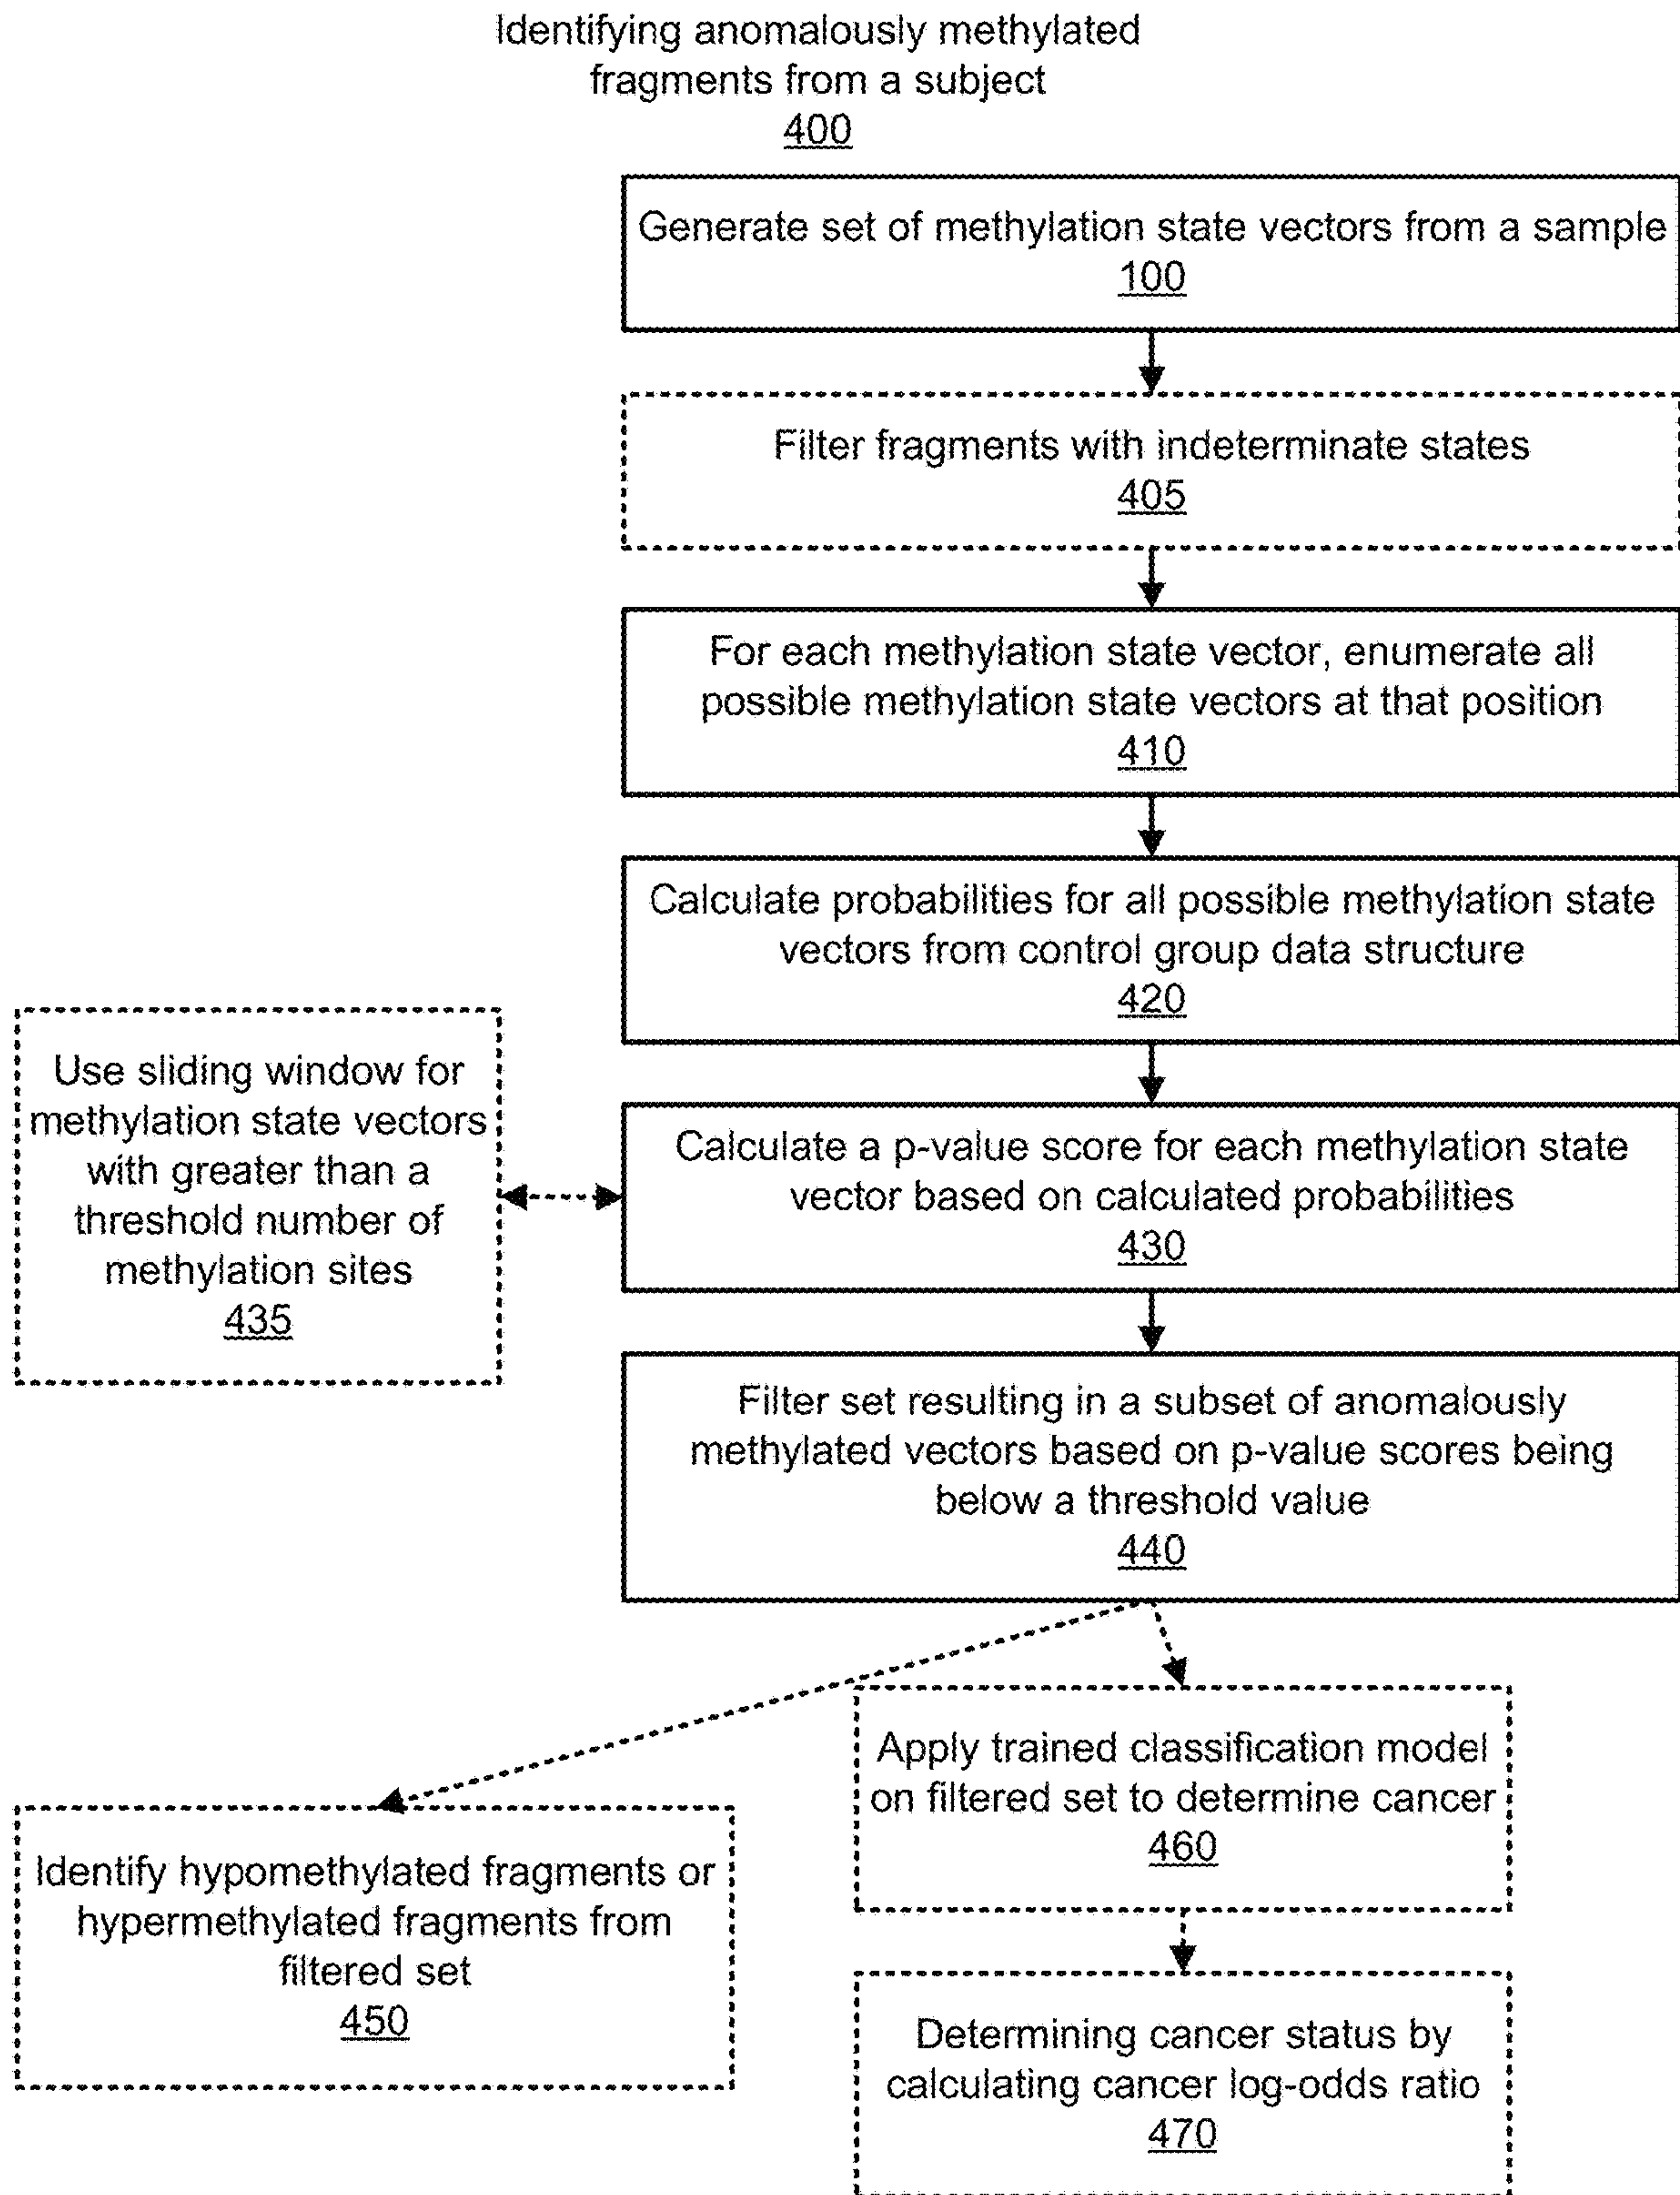 Identifying anomalously methylated
fragments from a subject
400
Generate set of methylation state vectors from a sample
100
Filter fragments with indeterminate states
405
For each methylation state vector, enumerate all
possible methylation state vectors at that position
410
Calculate probabilities for all possible methylation state
vectors from control group data structure
420
Use sliding window for
methylation state vectors
with greater than a
threshold number of
methylation sites
435
Calculate a p-value score for each methylation state
vector based on calculated probabilities
430
Filter set resulting in a subset of anomalously
methylated vectors based on p-value scores being
below a threshold value
440
Apply trained classification model
on filtered set to determine cancer
460
Identify hypomethylated fragments or
hypermethylated fragments from
filtered set
450
Determining cancer status by
calculating cancer log-odds ratio
470